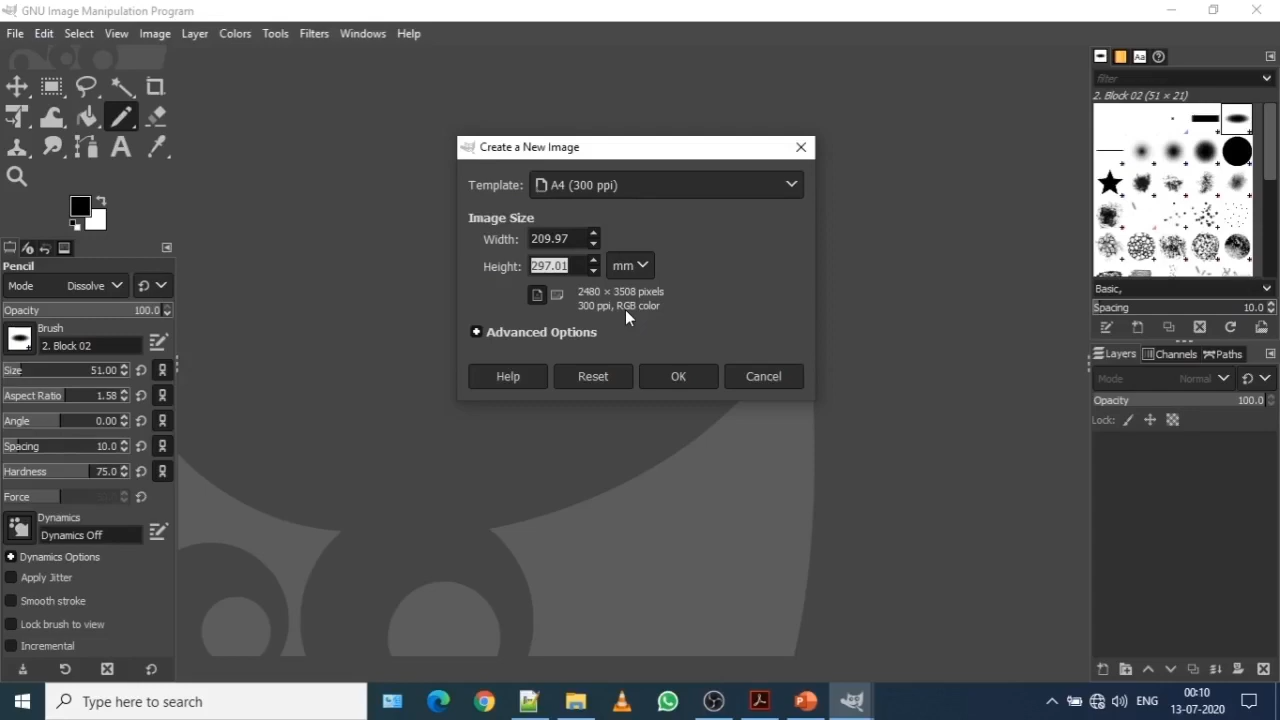 GNU Image Manipulation Program
File Edit Select View Image Layer Colors Tools Filters Windows Help
filter
2. Block 02 (51 × 21)
Create a New Image
Template: A4 (300 ppi)
Image Size
Width: 209.97
Height: 297.01 mm
2480 × 3508 pixels
300 ppi, RGB color
Advanced Options
Help Reset OK Cancel
Pencil
Mode Dissolve
Opacity 100.0
Brush
2. Block 02
Size 51.00
Aspect Ratio 1.58
Angle 0.00
Spacing 10.0
Hardness 75.0
Force
Dynamics
Dynamics Off
Dynamics Options
Apply Jitter
Smooth stroke
Lock brush to view
Incremental
Basic,
Spacing 10.0
Layers Channels Paths
Mode Normal
Opacity 100.0
Lock:
Type here to search
ENG
00:10
13-07-2020